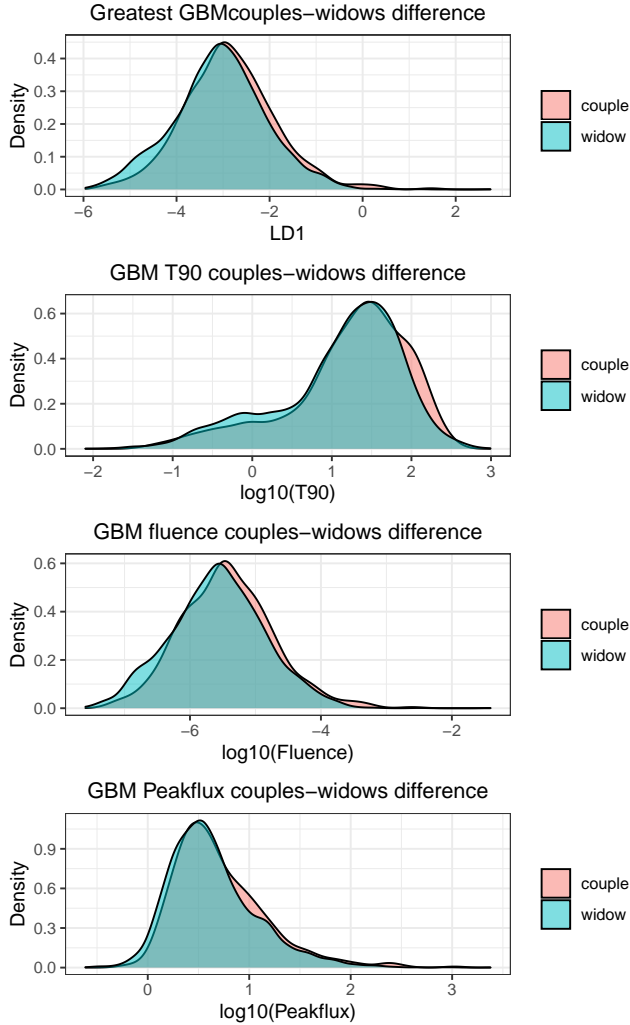 Greatest GBMcouples−widows difference
0.4
0.3
0.2
0.1
0.0
Density
−6 −4 −2 0 2
LD1
couple
widow
GBM T90 couples−widows difference
0.6
0.4
0.2
0.0
Density
−2 −1 0 1 2 3
log10(T90)
couple
widow
GBM fluence couples−widows difference
0.6
0.4
0.2
0.0
Density
−6 −4 −2
log10(Fluence)
couple
widow
GBM Peakflux couples−widows difference
0.9
0.6
0.3
0.0
Density
0 1 2 3
log10(Peakflux)
couple
widow